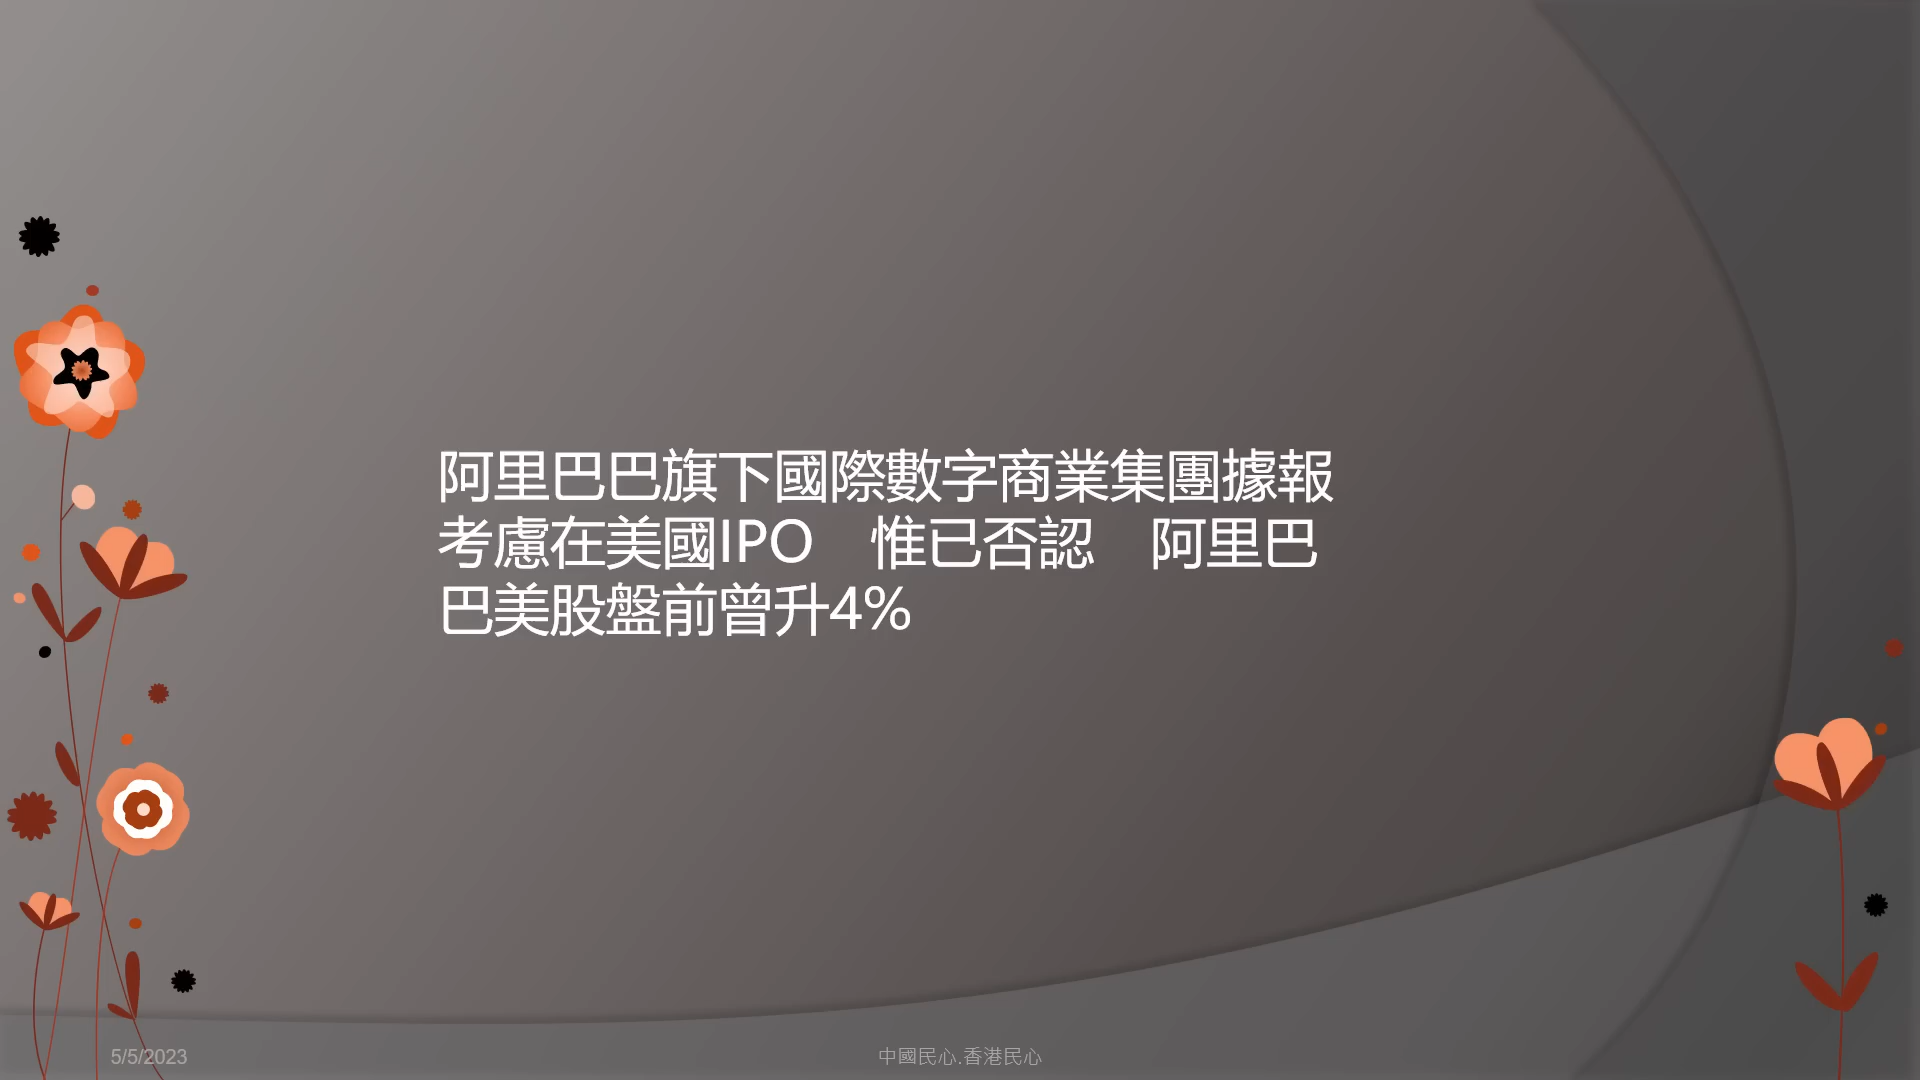 阿里巴巴旗下國際數字商業集團據報
考慮在美國IPO　惟已否認　阿里巴
巴美股盤前曾升4%
5/5/2023
中國民心.香港民心